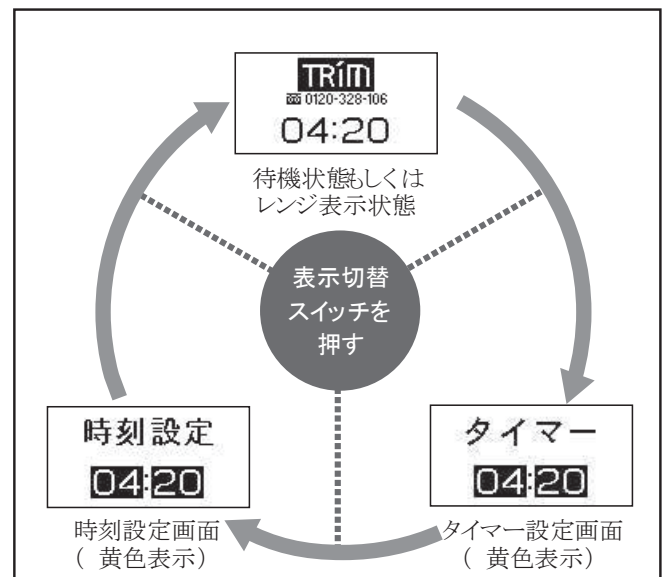 TRiM
0120-328-106
04:20
待機状態もしくは
レンジ表示状態
表示切替
スイッチを
押す
時刻設定
04:20
時刻設定画面
( 黄色表示)
タイマー
04:20
タイマー設定画面
( 黄色表示)